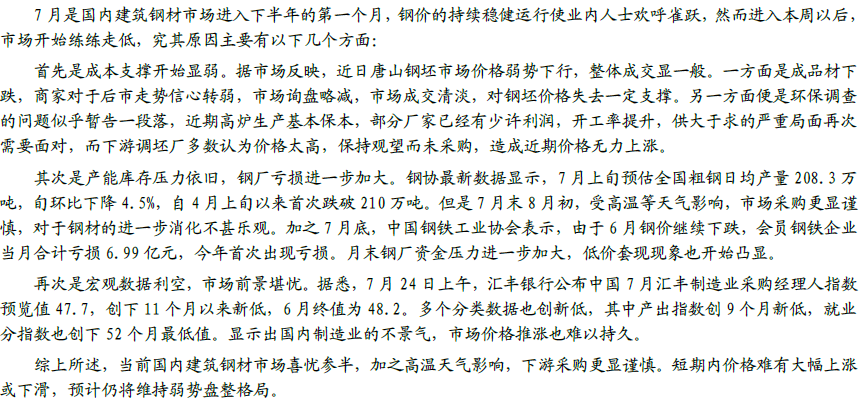 7 月是国内建筑钢材市场进入下半年的第一个月，钢价的持续稳健运行使业内人士欢呼雀跃，然而进入本周以后，
市场开始练练走低，究其原因主要有以下几个方面：
首先是成本支撑开始显弱。据市场反映，近日唐山钢坯市场价格弱势下行，整体成交显一般。一方面是成品材下
跌，商家对于后市走势信心转弱，市场询盘略减，市场成交清淡，对钢坯价格失去一定支撑。另一方面便是环保调查
的问题似乎暂告一段落，近期高炉生产基本保本，部分厂家已经有少许利润，开工率提升，供大于求的严重局面再次
需要面对，而下游调坯厂多数认为价格太高，保持观望而未采购，造成近期价格无力上涨。
其次是产能库存压力依旧，钢厂亏损进一步加大。钢协最新数据显示，7 月上旬预估全国粗钢日均产量 208.3 万
吨，旬环比下降 4.5%，自 4 月上旬以来首次跌破 210 万吨。但是 7 月末 8 月初，受高温等天气影响，市场采购更显谨
慎，对于钢材的进一步消化不甚乐观。加之 7 月底，中国钢铁工业协会表示，由于 6 月钢价继续下跌，会员钢铁企业
当月合计亏损 6.99 亿元，今年首次出现亏损。月末钢厂资金压力进一步加大，低价套现现象也开始凸显。
再次是宏观数据利空，市场前景堪忧。据悉，7 月 24 日上午，汇丰银行公布中国 7 月汇丰制造业采购经理人指数
预览值 47.7，创下 11 个月以来新低，6 月终值为 48.2。多个分类数据也创新低，其中产出指数创 9 个月新低，就业
分指数也创下 52 个月最低值。显示出国内制造业的不景气，市场价格推涨也难以持久。
综上所述，当前国内建筑钢材市场喜忧参半，加之高温天气影响，下游采购更显谨慎。短期内价格难有大幅上涨
或下滑，预计仍将维持弱势盘整格局。